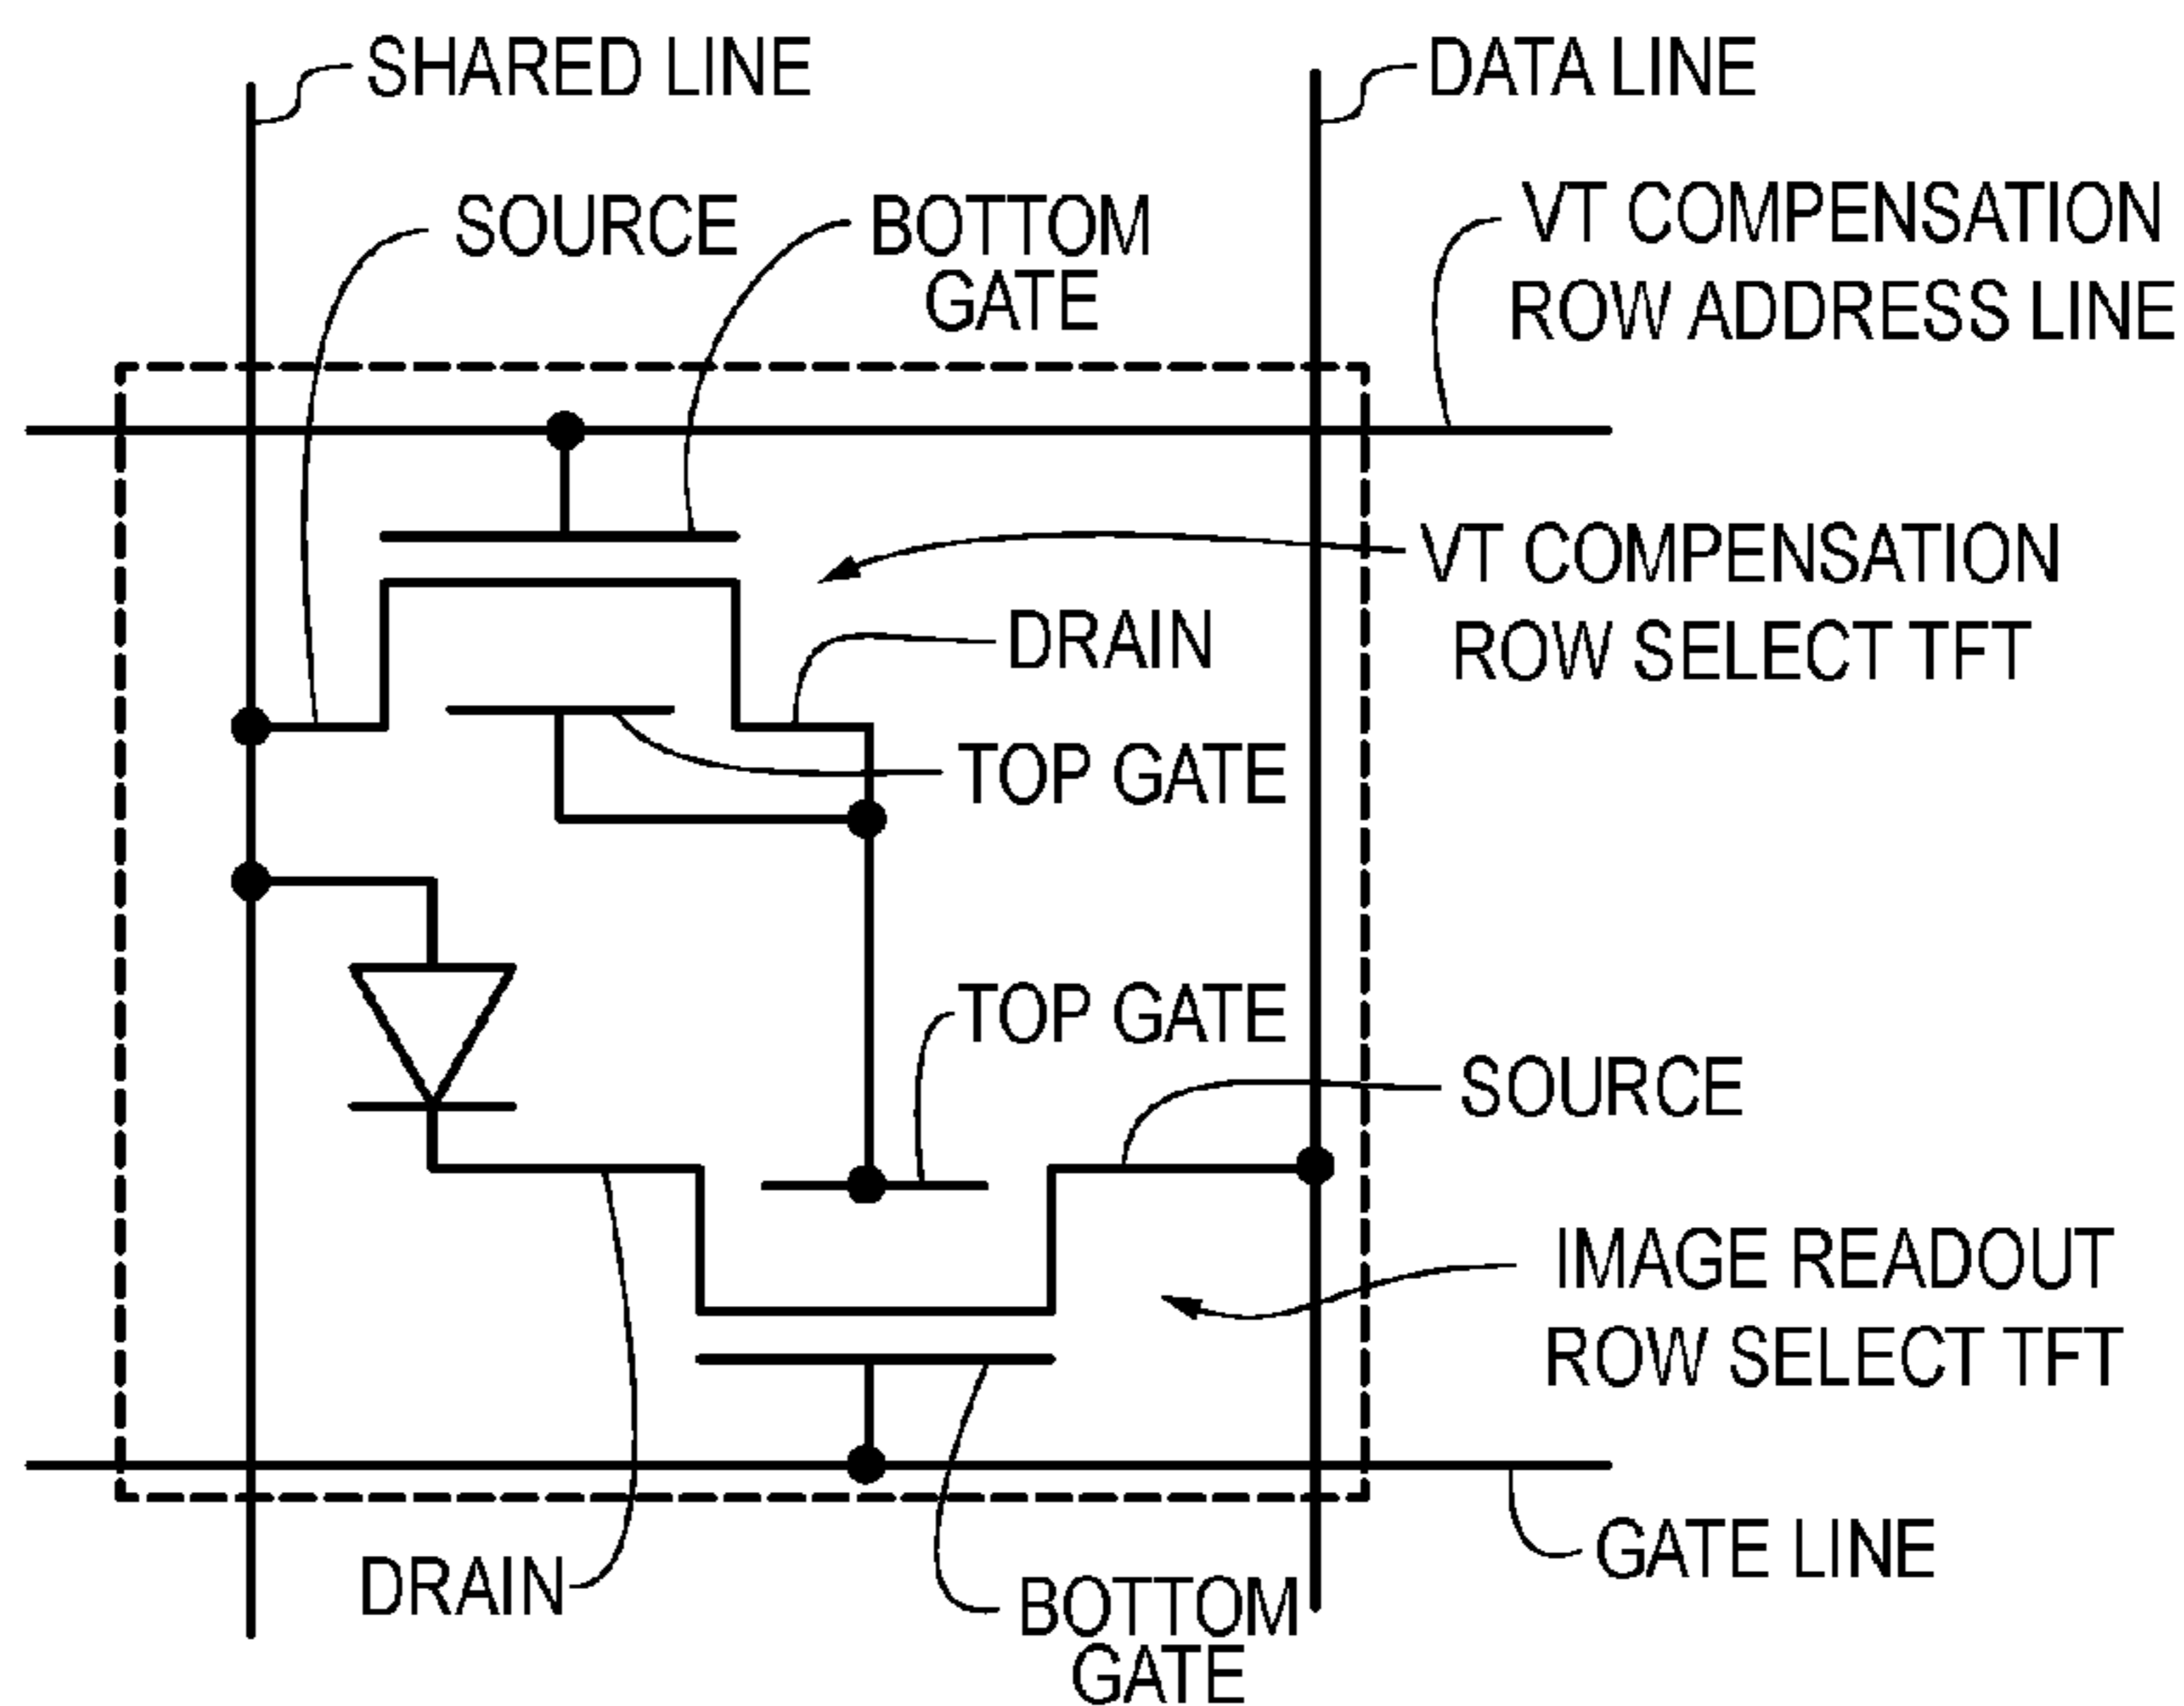 SHARED LINE
DATA LINE
SOURCE
BOTTOM
GATE
VT COMPENSATION
ROW ADDRESS LINE
VT COMPENSATION
ROW SELECT TFT
DRAIN
TOP GATE
TOP GATE
SOURCE
IMAGE READOUT
ROW SELECT TFT
GATE LINE
DRAIN
BOTTOM
GATE